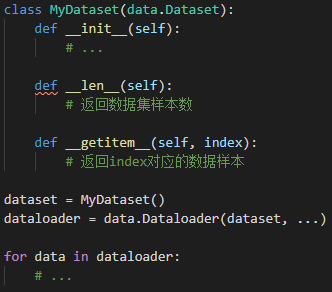 class MyDataset(data.Dataset):
def __init__(self):
# ...
def __len__(self):
# 返回数据集样本数
def __getitem__(self, index):
# 返回index对应的数据样本
dataset = MyDataset()
dataloader = data.Dataloader(dataset, ...)
for data in dataloader:
# ...